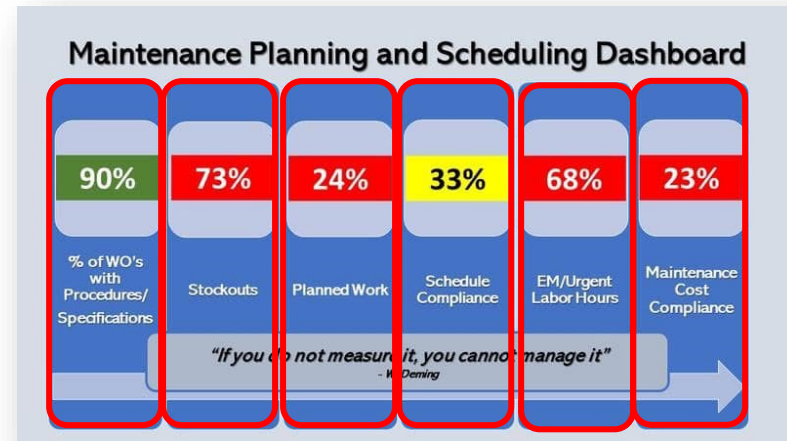 Maintenance Planning and Scheduling Dashboard
90% 73% 24% 33% 68% 23%
% of WO's
with
Procedures/
Specifications
Stockouts
Planned Work
Schedule
Compliance
EM/Urgent
Labor Hours
Maintenance
Cost
Compliance
"If you do not measure it, you cannot manage it"
- W. Deming